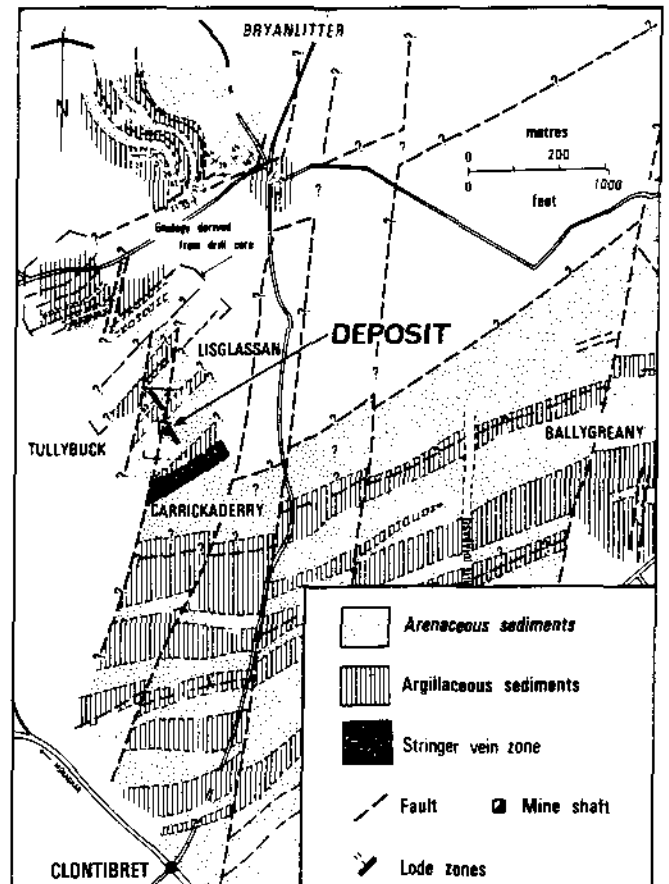 BRYANLITTER
N
metres
0 200
0 1000
feet
Geology derived
from drill core
LISGLASSAN
DEPOSIT
TULLYBUCK
BALLYGREANY
CARRICKADERRY
Arenaceous sediments
Argillaceous sediments
Stringer vein zone
Fault
Mine shaft
Lode zones
CLONTIBRET